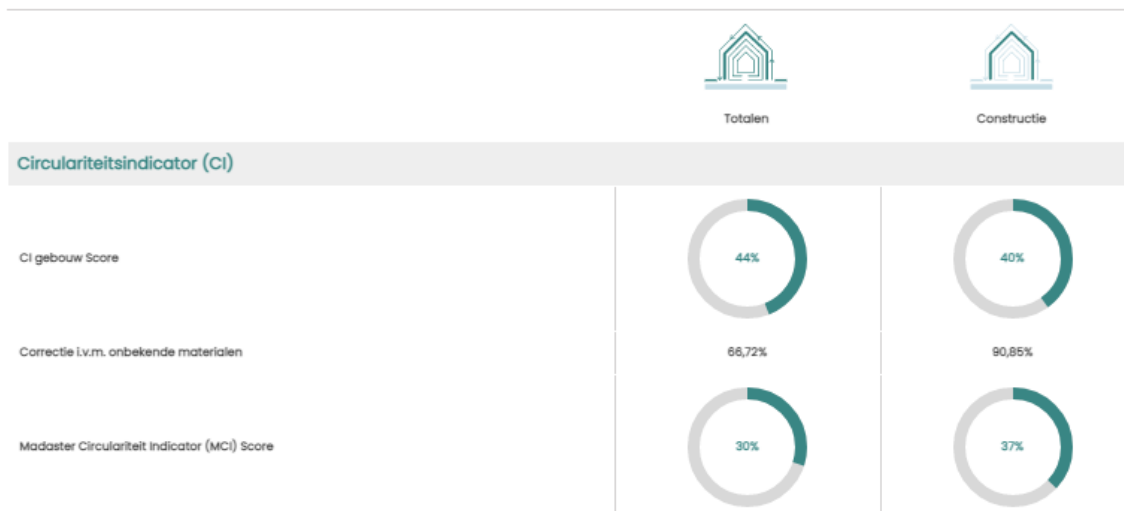 Totalen Constructie
Circulariteitsindicator (CI)
CI gebouw Score 44% 40%
Correctie i.v.m. onbekende materialen 66,72% 90,85%
Madaster Circulariteit Indicator (MCI) Score 30% 37%